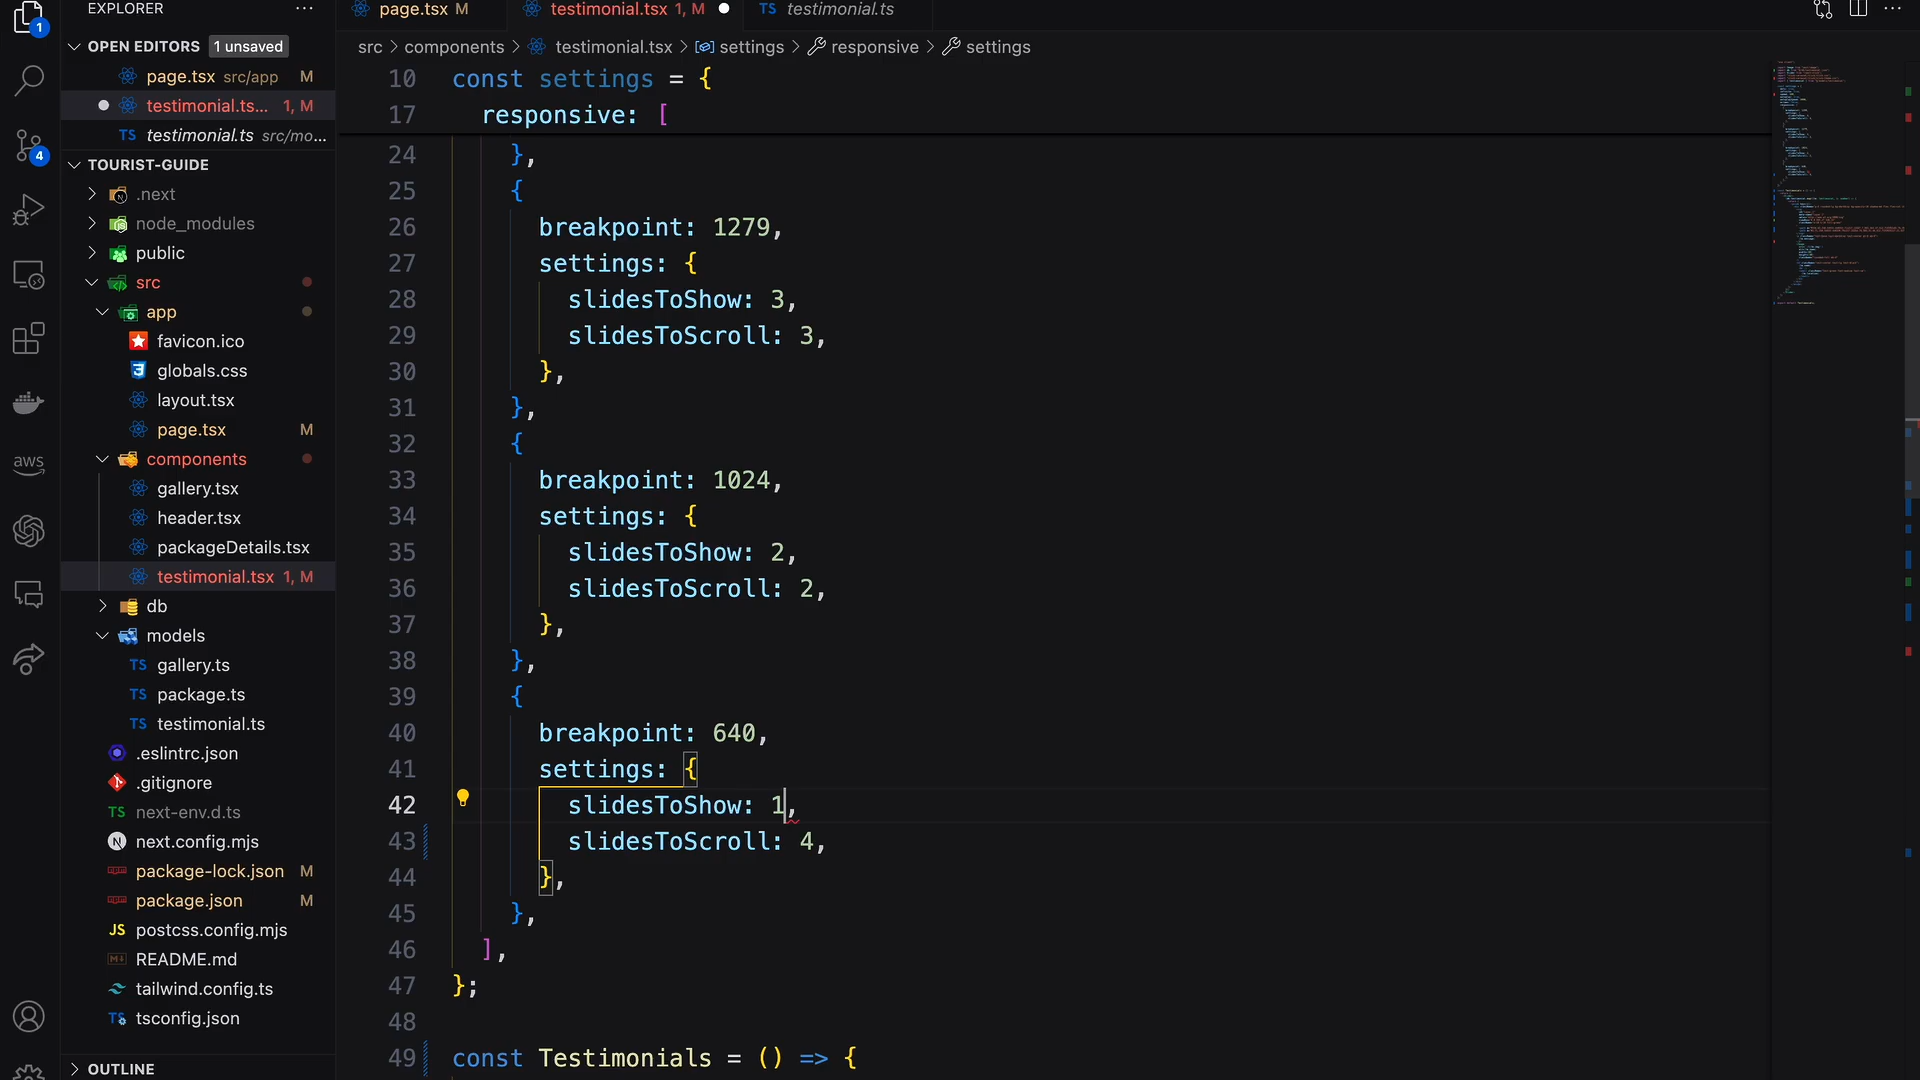 EXPLORER
1
OPEN EDITORS 1 unsaved
page.tsx src/app M
testimonial.ts... 1, M
TS testimonial.ts src/mo...
4
TOURIST-GUIDE
.next
node_modules
public
src
app
favicon.ico
globals.css
layout.tsx
page.tsx M
components
gallery.tsx
header.tsx
packageDetails.tsx
testimonial.tsx 1, M
db
models
TS gallery.ts
TS package.ts
TS testimonial.ts
.eslintrc.json
.gitignore
TS next-env.d.ts
N next.config.mjs
package-lock.json M
package.json M
JS postcss.config.mjs
README.md
tailwind.config.ts
TS tsconfig.json
OUTLINE
aws
page.tsx M
testimonial.tsx 1, M
TS testimonial.ts
src > components > testimonial.tsx > settings > responsive > settings
10 const settings = {
17 responsive: [
24 },
25 {
26 breakpoint: 1279,
27 settings: {
28 slidesToShow: 3,
29 slidesToScroll: 3,
30 },
31 },
32 {
33 breakpoint: 1024,
34 settings: {
35 slidesToShow: 2,
36 slidesToScroll: 2,
37 },
38 },
39 {
40 breakpoint: 640,
41 settings: {
42 slidesToShow: 1,
43 slidesToScroll: 4,
44 },
45 },
46 ],
47 };
48
49 const Testimonials = () => {